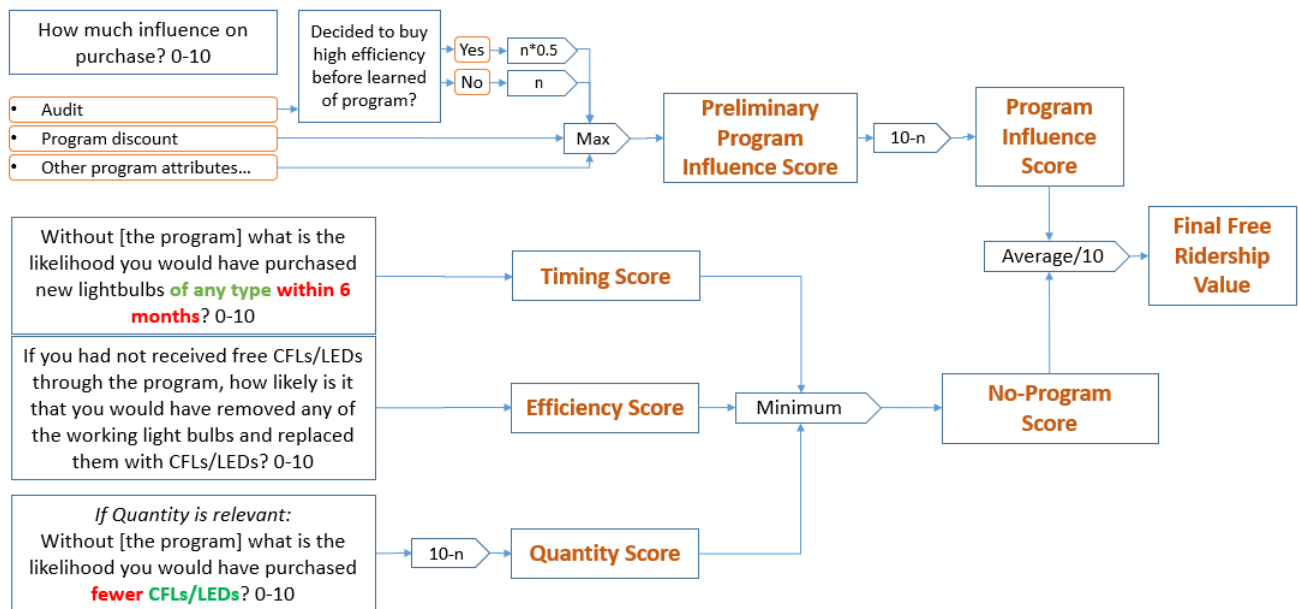 How much influence on
purchase? 0-10
Decided to buy
high efficiency
before learned
of program?
Yes
n*0.5
No
n
• Audit
• Program discount
• Other program attributes...
Max
Preliminary
Program
Influence Score
10-n
Program
Influence
Score
Without [the program] what is the
likelihood you would have purchased
new lightbulbs of any type within 6
months? 0-10
Timing Score
Average/10
Final Free
Ridership
Value
If you had not received free CFLs/LEDs
through the program, how likely is it
that you would have removed any of
the working light bulbs and replaced
them with CFLs/LEDs? 0-10
Efficiency Score
Minimum
No-Program
Score
If Quantity is relevant:
Without [the program] what is the
likelihood you would have purchased
fewer CFLs/LEDs? 0-10
10-n
Quantity Score